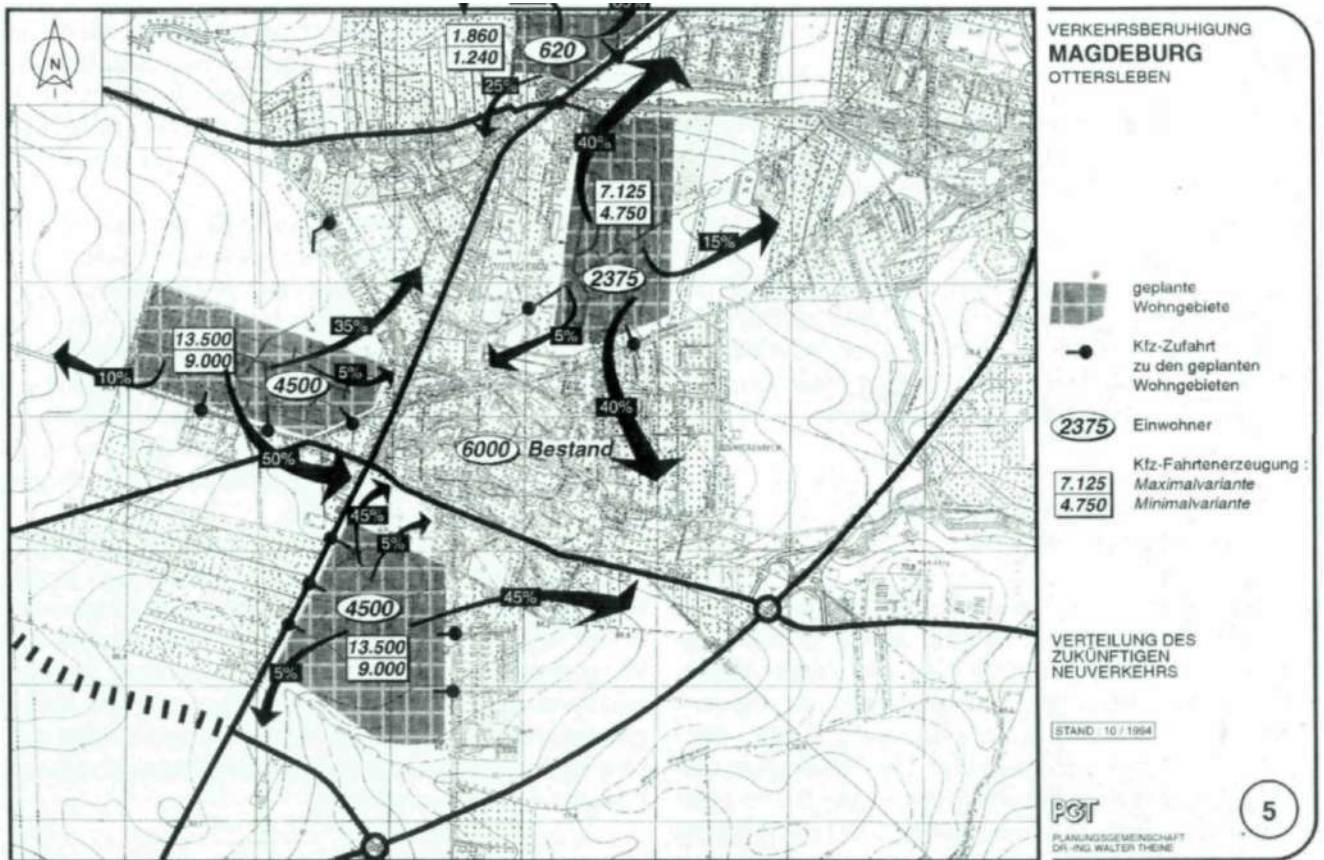 N
1.860
1.240
620
25%
40%
7.125
4.750
15%
2375
5%
13.500
9.000
35%
10%
4500
5%
40%
6000 Bestand
50%
45%
5%
4500
45%
13.500
9.000
5%
VERKEHRSBERUHIGUNG
MAGDEBURG
OTTERSLEBEN
geplante
Wohngebiete
Kfz-Zufahrt
zu den geplanten
Wohngebieten
2375 Einwohner
Kfz-Fahrtenerzeugung :
7.125 Maximalvariante
4.750 Minimalvariante
VERTEILUNG DES
ZUKÜNFTIGEN
NEUVERKEHRS
STAND : 10 / 1994
PGT
5
PLANUNGSGEMEINSCHAFT
DR.-ING. WALTER THEINE